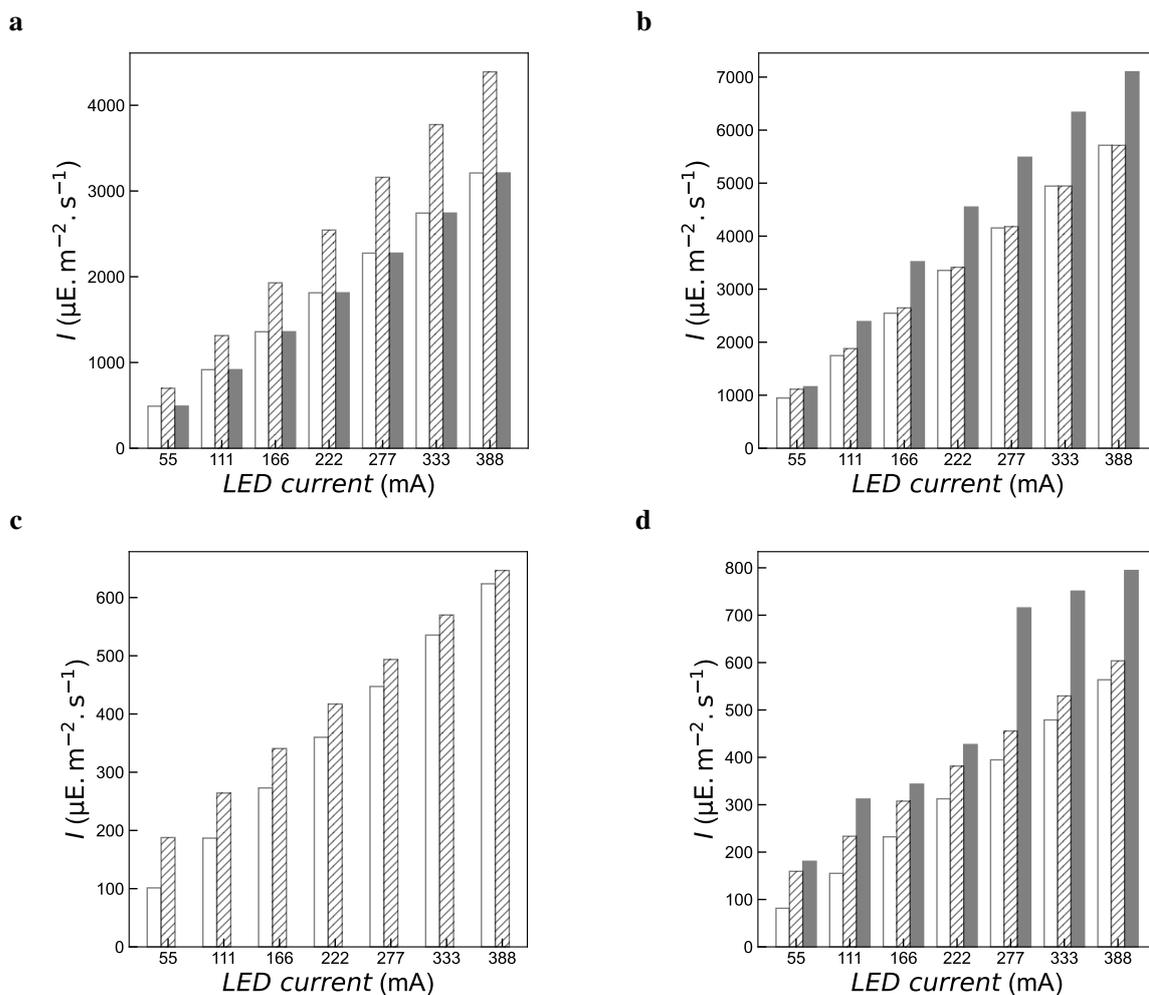 a
4000
3000
2000
1000
0
I (μE. m⁻². s⁻¹)
55 111 166 222 277 333 388
LED current (mA)
b
7000
6000
5000
4000
3000
2000
1000
0
I (μE. m⁻². s⁻¹)
55 111 166 222 277 333 388
LED current (mA)
c
600
500
400
300
200
100
0
I (μE. m⁻². s⁻¹)
55 111 166 222 277 333 388
LED current (mA)
d
800
700
600
500
400
300
200
100
0
I (μE. m⁻². s⁻¹)
55 111 166 222 277 333 388
LED current (mA)